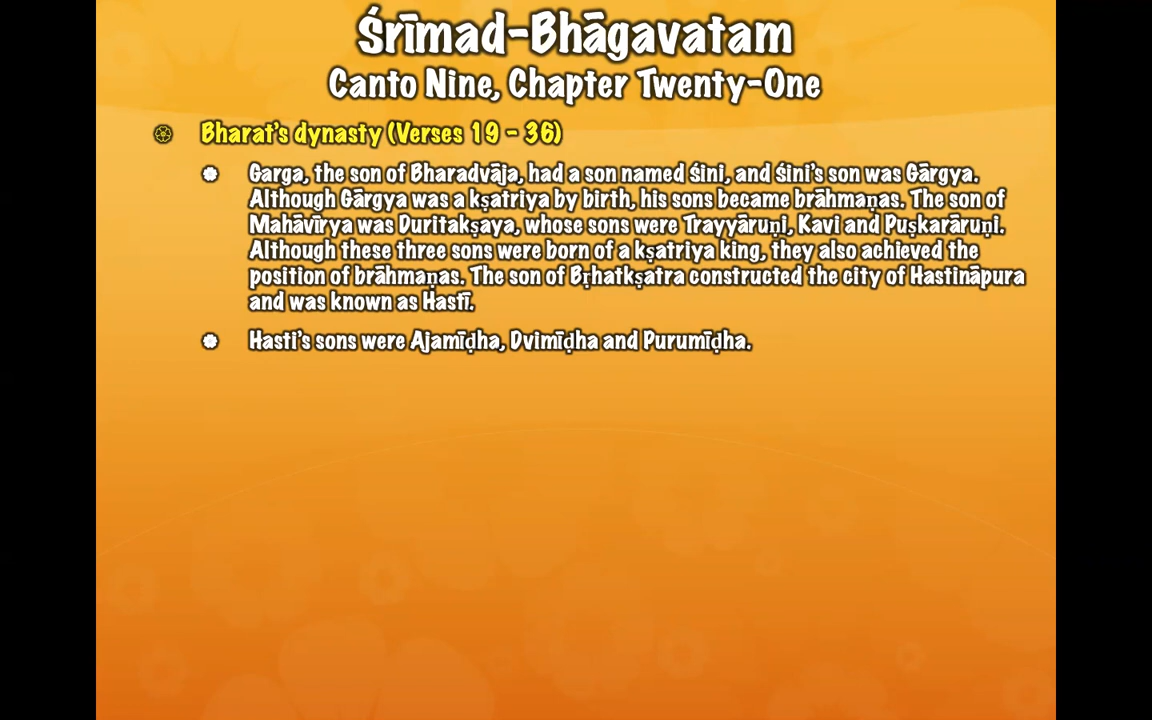 Śrīmad-Bhāgavatam
Canto Nine, Chapter Twenty-One
Bharat's dynasty (Verses 19 – 36)
Garga, the son of Bharadvāja, had a son named śini, and śini's son was Gārgya.
Although Gārgya was a kṣatriya by birth, his sons became brāhmaṇas. The son of
Mahāvīrya was Duritakṣaya, whose sons were Trayyāruṇi, Kavi and Puṣkarāruṇi.
Although these three sons were born of a kṣatriya king, they also achieved the
position of brāhmaṇas. The son of Bṛhatkṣatra constructed the city of Hastināpura
and was known as Hastī.
Hasti's sons were Ajamīḍha, Dvimīḍha and Purumīḍha.